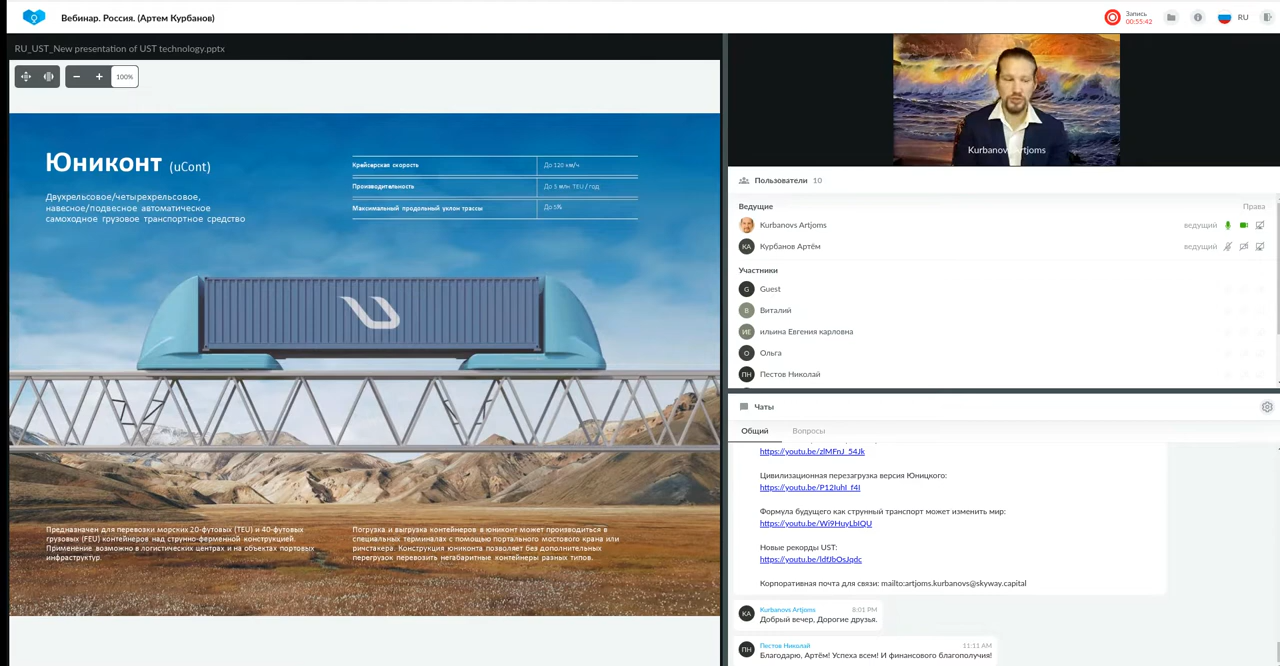 Вебинар. Россия. (Артем Курбанов)
Запись
00:55:42
RU
RU_UST_New presentation of UST technology.pptx
100%
Юниконт (uCont)
Двухрельсовое/четырехрельсовое,
навесное/подвесное автоматическое
самоходное грузовое транспортное средство
Крейсерская скорость До 120 км/ч
Производительность До 5 млн TEU / год
Максимальный продольный уклон трассы До 5%
Предназначен для перевозки морских 20-футовых (TEU) и 40-футовых
грузовых (FEU) контейнеров над струнно-ферменной конструкцией.
Применение возможно в логистических центрах и на объектах портовых
инфраструктур.
Погрузка и выгрузка контейнеров в юниконт может производиться в
специальных терминалах с помощью портального мостового крана или
ричстакера. Конструкция юниконта позволяет без дополнительных
перегрузок перевозить негабаритные контейнеры разных типов.
Kurbanovs Artjoms
Пользователи 10
Ведущие Права
Kurbanovs Artjoms ведущий
КА Курбанов Артём ведущий
Участники
G Guest
В Виталий
ИЕ ильина Евгения карловна
О Ольга
ПН Пестов Николай
Чаты
Общий Вопросы
https://youtu.be/zlMFnJ_54Jk
Цивилизационная перезагрузка версия Юницкого:
https://youtu.be/P12Iuhl_f4I
Формула будущего как струнный транспорт может изменить мир:
https://youtu.be/Wi9HuyLbIQU
Новые рекорды UST:
https://youtu.be/ldfJbOsJqdc
Корпоративная почта для связи: mailto:artjoms.kurbanovs@skyway.capital
KA Kurbanovs Artjoms 8:01 PM
Добрый вечер, Дорогие друзья.
ПН Пестов Николай 11:11 AM
Благодарю, Артём! Успеха всем! И финансового благополучия!